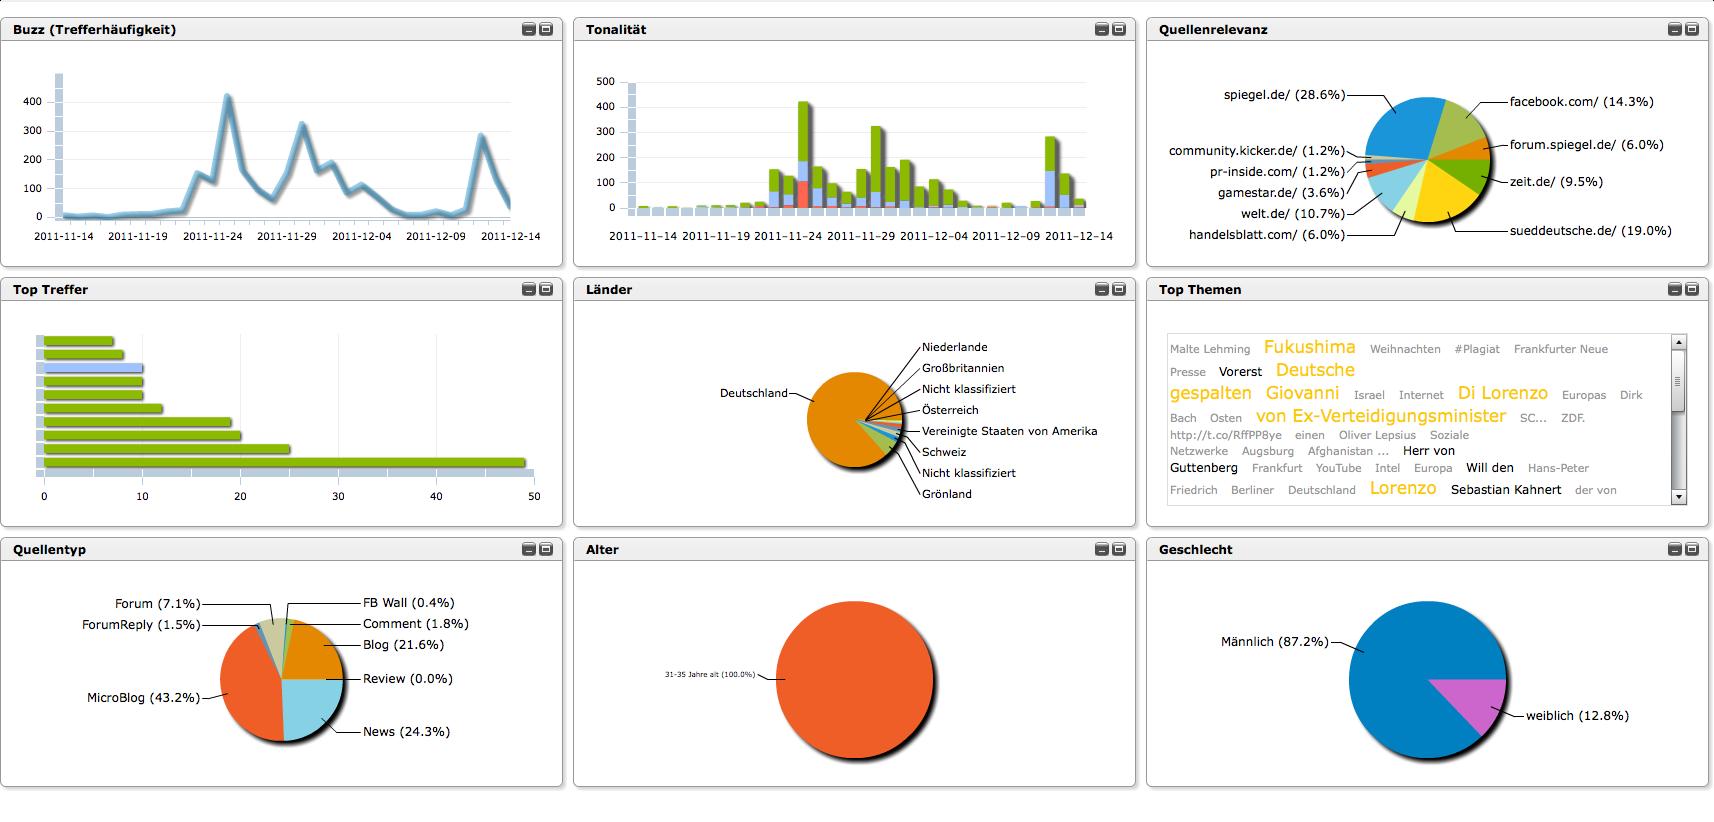 Buzz (Trefferhäufigkeit)
400
300
200
100
0
2011-11-14 2011-11-19 2011-11-24 2011-11-29 2011-12-04 2011-12-09 2011-12-14
Tonalität
500
400
300
200
100
0
2011-11-14 2011-11-19 2011-11-24 2011-11-29 2011-12-04 2011-12-09 2011-12-14
Quellenrelevanz
spiegel.de/ (28.6%)
facebook.com/ (14.3%)
forum.spiegel.de/ (6.0%)
community.kicker.de/ (1.2%)
pr-inside.com/ (1.2%)
zeit.de/ (9.5%)
gamestar.de/ (3.6%)
welt.de/ (10.7%)
sueddeutsche.de/ (19.0%)
handelsblatt.com/ (6.0%)
Top Treffer
0 10 20 30 40 50
Länder
Deutschland
Niederlande
Großbritannien
Nicht klassifiziert
Österreich
Vereinigte Staaten von Amerika
Schweiz
Nicht klassifiziert
Grönland
Top Themen
Malte Lehming Fukushima Weihnachten #Plagiat Frankfurter Neue
Presse Vorerst Deutsche
gespalten Giovanni Israel Internet Di Lorenzo Europas Dirk
Bach Osten von Ex-Verteidigungsminister SC... ZDF.
http://t.co/RffPP8ye einen Oliver Lepsius Soziale
Netzwerke Augsburg Afghanistan ... Herr von
Guttenberg Frankfurt YouTube Intel Europa Will den Hans-Peter
Friedrich Berliner Deutschland Lorenzo Sebastian Kahnert der von
Quellentyp
Forum (7.1%)
FB Wall (0.4%)
ForumReply (1.5%)
Comment (1.8%)
Blog (21.6%)
Review (0.0%)
MicroBlog (43.2%)
News (24.3%)
Alter
31-35 Jahre alt (100.0%)
Geschlecht
Männlich (87.2%)
weiblich (12.8%)